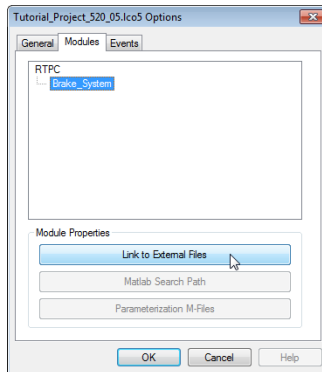 Tutorial_Project_520_05.lco5 Options
General Modules Events
RTPC
Brake_System
Module Properties
Link to External Files
Matlab Search Path
Parameterization M-Files
OK Cancel Help